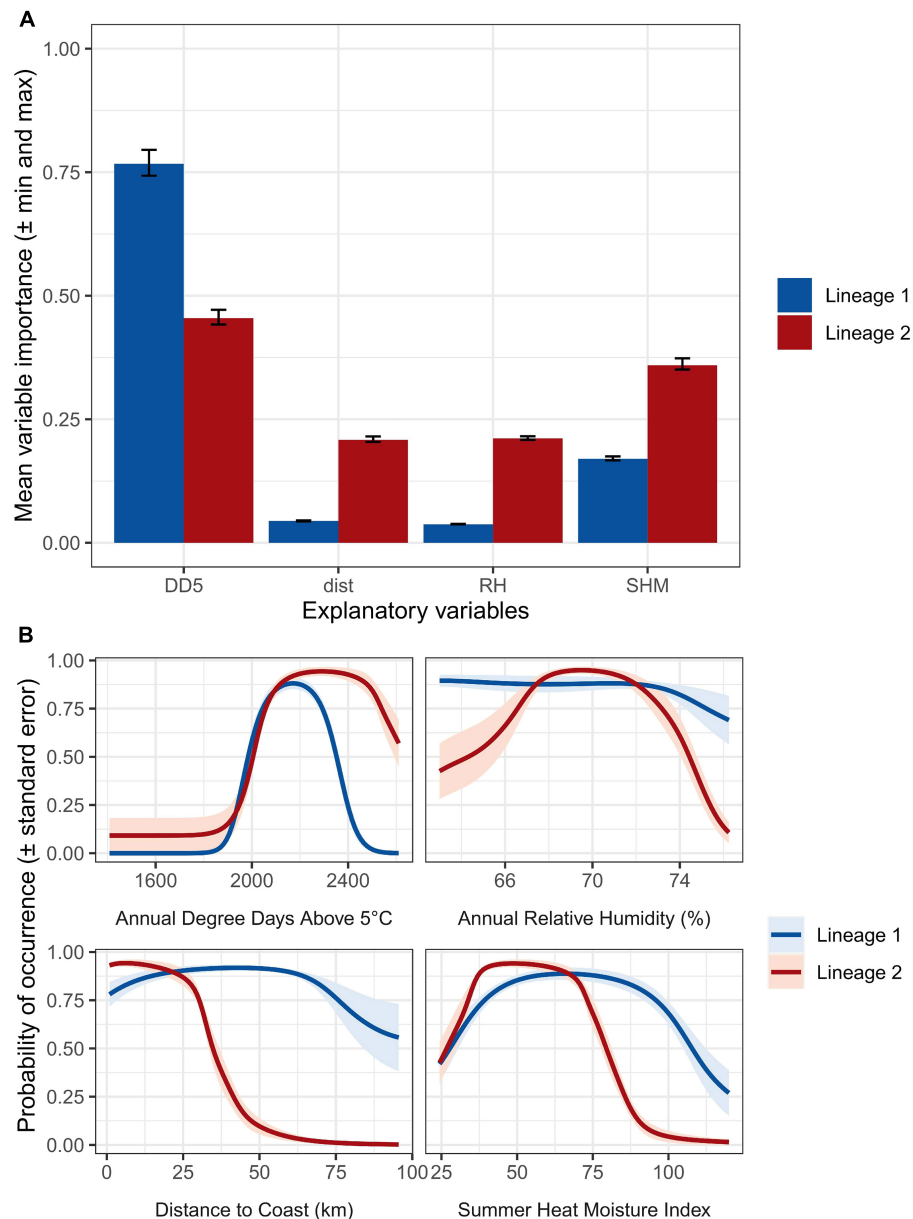 A
Mean variable importance (± min and max)
1.00
0.75
0.50
0.25
0.00
DD5 dist RH SHM
Explanatory variables
Lineage 1
Lineage 2
B
Probability of occurrence (± standard error)
1.00
0.75
0.50
0.25
0.00
1600 2000 2400
Annual Degree Days Above 5°C
66 70 74
Annual Relative Humidity (%)
Lineage 1
Lineage 2
1.00
0.75
0.50
0.25
0.00
0 25 50 75 100
Distance to Coast (km)
25 50 75 100
Summer Heat Moisture Index